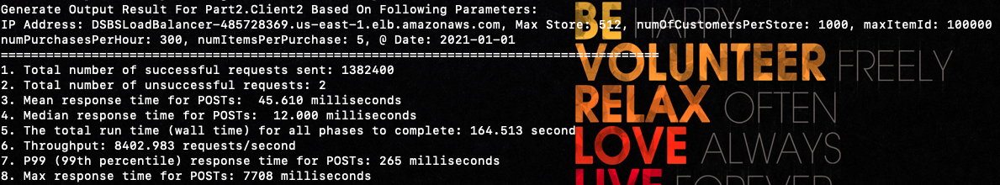 Generate Output Result For Part2.Client2 Based On Following Parameters:
IP Address: DSBSLoadBalancer-485728369.us-east-1.elb.amazonaws.com, Max Store: 512, numOfCustomersPerStore: 1000, maxItemId: 100000
numPurchasesPerHour: 300, numItemsPerPurchase: 5, @ Date: 2021-01-01
================================================================================
1. Total number of successful requests sent: 1382400
2. Total number of unsuccessful requests: 2
3. Mean response time for POSTs:  45.610 milliseconds
4. Median response time for POSTs:  12.000 milliseconds
5. The total run time (wall time) for all phases to complete: 164.513 second
6. Throughput: 8402.983 requests/second
7. P99 (99th percentile) response time for POSTs: 265 milliseconds
8. Max response time for POSTs: 7708 milliseconds
BE HAPPY
VOLUNTEER FREELY
RELAX OFTEN
LOVE ALWAYS
LIVE FOREVER